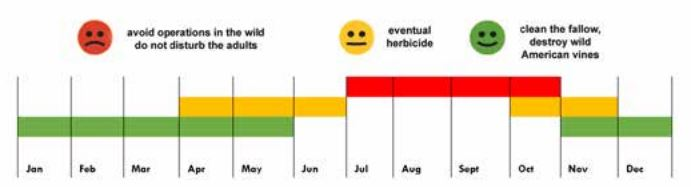 avoid operations in the wild
do not disturb the adults
eventual
herbicide
clean the fallow,
destroy wild
American vines
Jan Feb Mar Apr May Jun Jul Aug Sept Oct Nov Dec